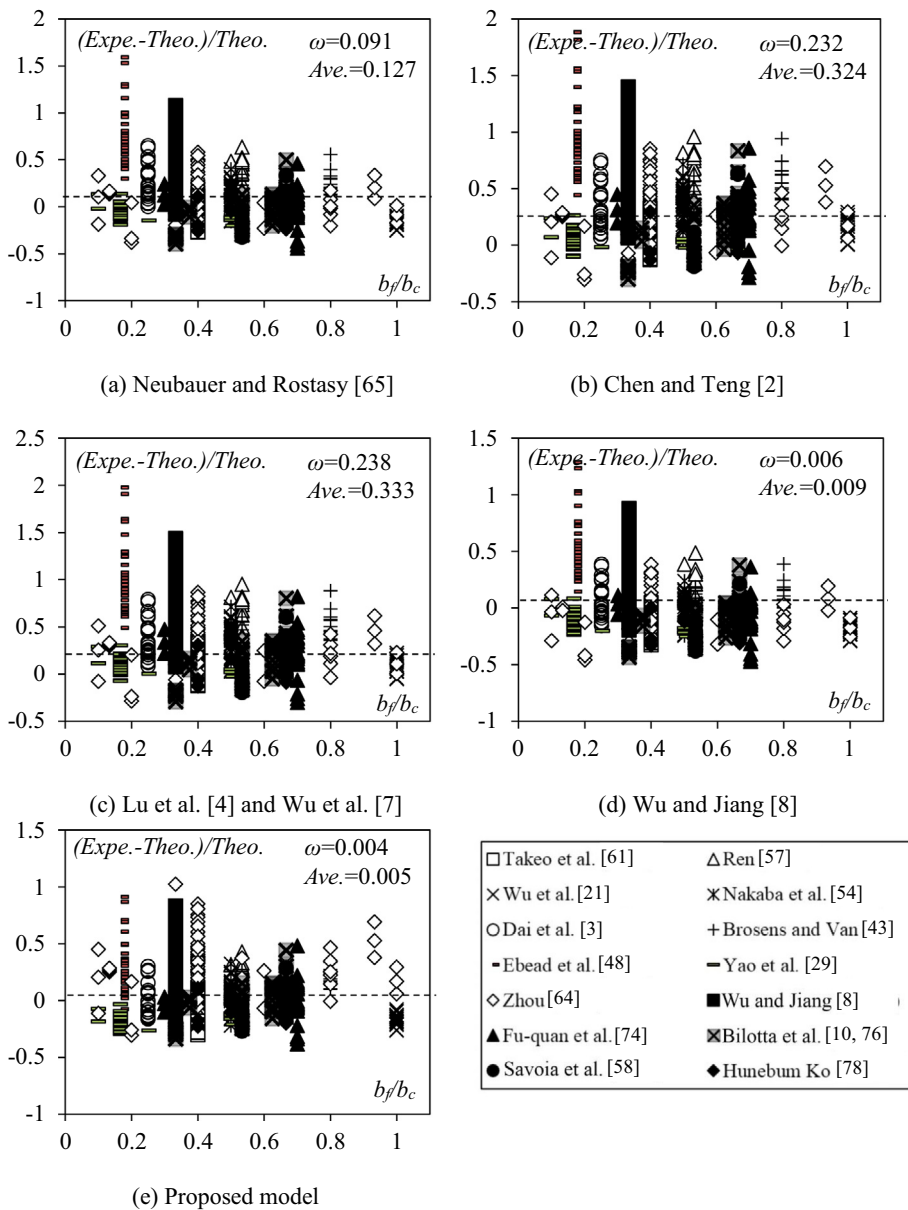 2
1.5
1
0.5
0
-0.5
-1
(Expe.-Theo.)/Theo.
ω=0.091
Ave.=0.127
bf/bc
0 0.2 0.4 0.6 0.8 1
(a) Neubauer and Rostasy [65]
2
1.5
1
0.5
0
-0.5
(Expe.-Theo.)/Theo.
ω=0.232
Ave.=0.324
bf/bc
0 0.2 0.4 0.6 0.8 1
(b) Chen and Teng [2]
2.5
2
1.5
1
0.5
0
-0.5
(Expe.-Theo.)/Theo.
ω=0.238
Ave.=0.333
bf/bc
0 0.2 0.4 0.6 0.8 1
(c) Lu et al. [4] and Wu et al. [7]
1.5
1
0.5
0
-0.5
-1
(Expe.-Theo.)/Theo.
ω=0.006
Ave.=0.009
bf/bc
0 0.2 0.4 0.6 0.8 1
(d) Wu and Jiang [8]
1.5
1
0.5
0
-0.5
-1
(Expe.-Theo.)/Theo.
ω=0.004
Ave.=0.005
bf/bc
0 0.2 0.4 0.6 0.8 1
(e) Proposed model
Takeo et al. [61]
Ren [57]
Wu et al. [21]
Nakaba et al. [54]
Dai et al. [3]
Brosens and Van [43]
Ebead et al. [48]
Yao et al. [29]
Zhou [64]
Wu and Jiang [8]
Fu-quan et al. [74]
Bilotta et al. [10, 76]
Savoia et al. [58]
Hunebum Ko [78]